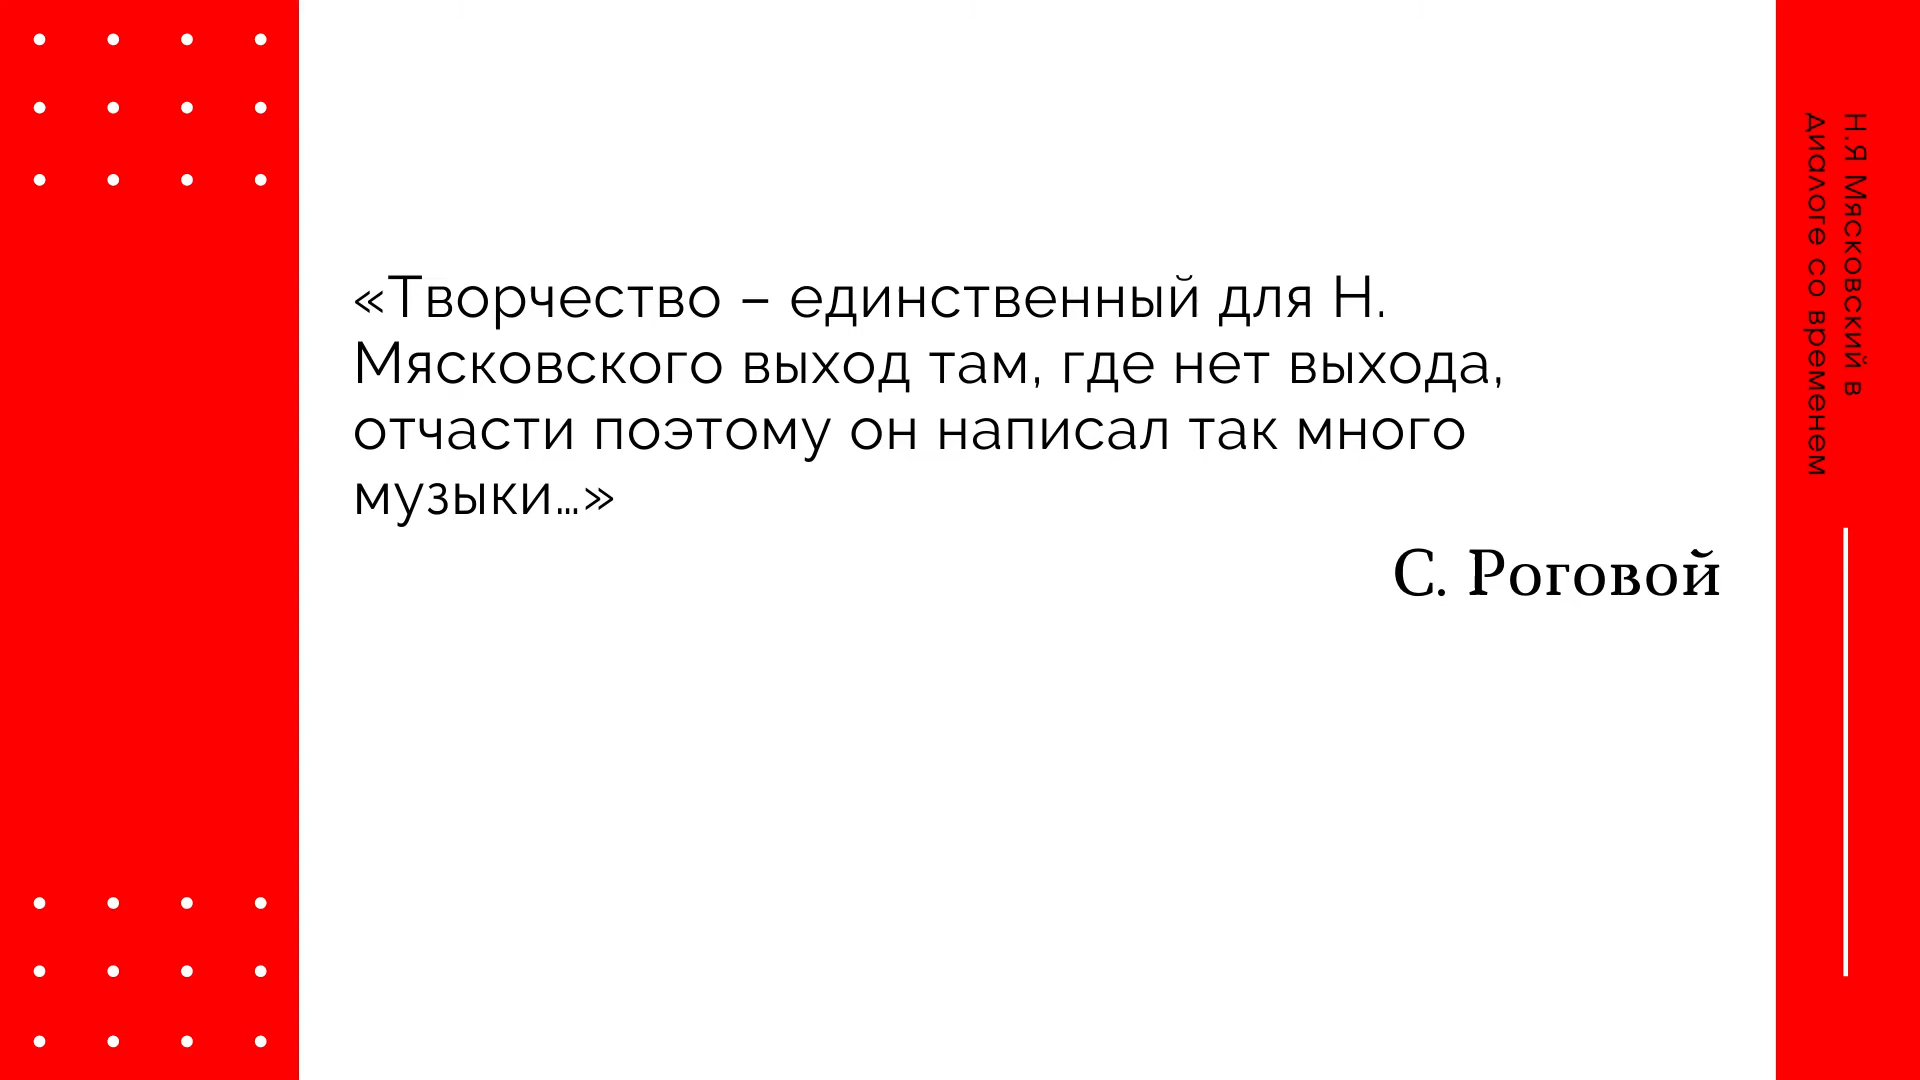 «Творчество – единственный для Н.
Мясковского выход там, где нет выхода,
отчасти поэтому он написал так много
музыки...»
С. Роговой
Н.Я Мясковский в
диалоге со временем